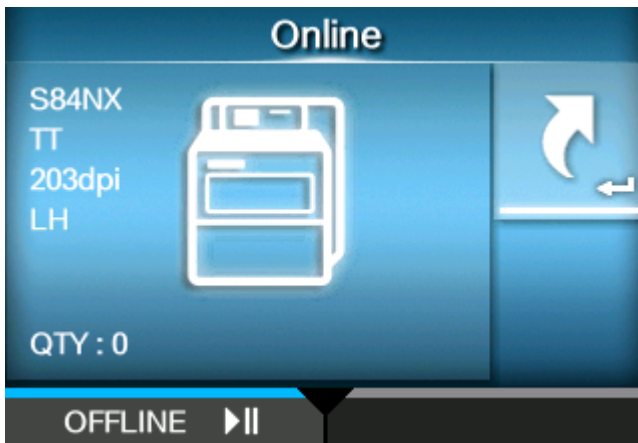 Online
S84NX
TT
203dpi
LH
QTY : 0
OFFLINE